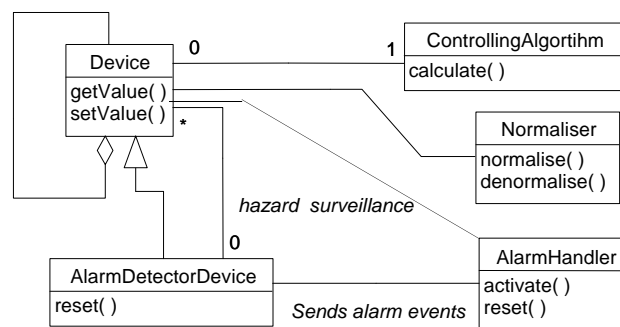 0
1
ControllingAlgortihm
calculate( )
Device
getValue( )
setValue( )
*
Normaliser
normalise( )
denormalise( )
hazard surveillance
0
AlarmDetectorDevice
reset( )
AlarmHandler
activate( )
reset( )
Sends alarm events